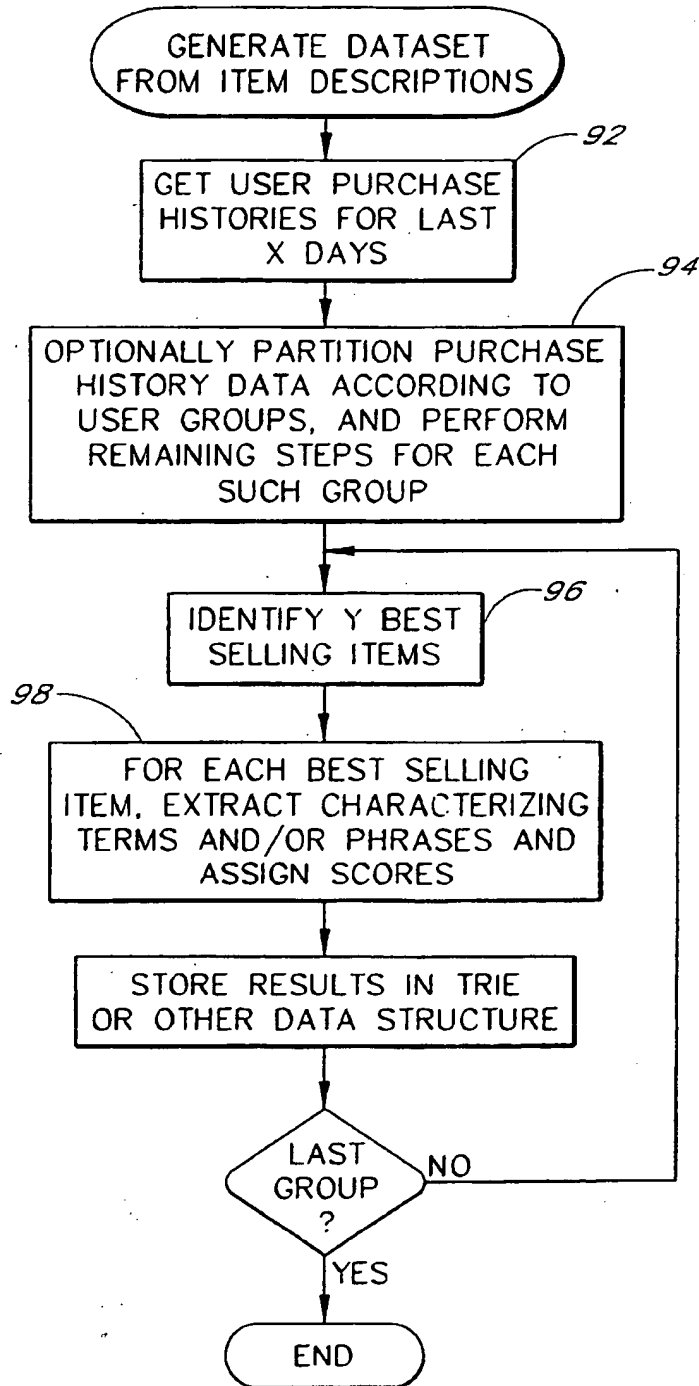 GENERATE DATASET
FROM ITEM DESCRIPTIONS
92
GET USER PURCHASE
HISTORIES FOR LAST
X DAYS
94
OPTIONALLY PARTITION PURCHASE
HISTORY DATA ACCORDING TO
USER GROUPS, AND PERFORM
REMAINING STEPS FOR EACH
SUCH GROUP
96
IDENTIFY Y BEST
SELLING ITEMS
98
FOR EACH BEST SELLING
ITEM, EXTRACT CHARACTERIZING
TERMS AND/OR PHRASES AND
ASSIGN SCORES
STORE RESULTS IN TRIE
OR OTHER DATA STRUCTURE
LAST
GROUP
?
NO
YES
END